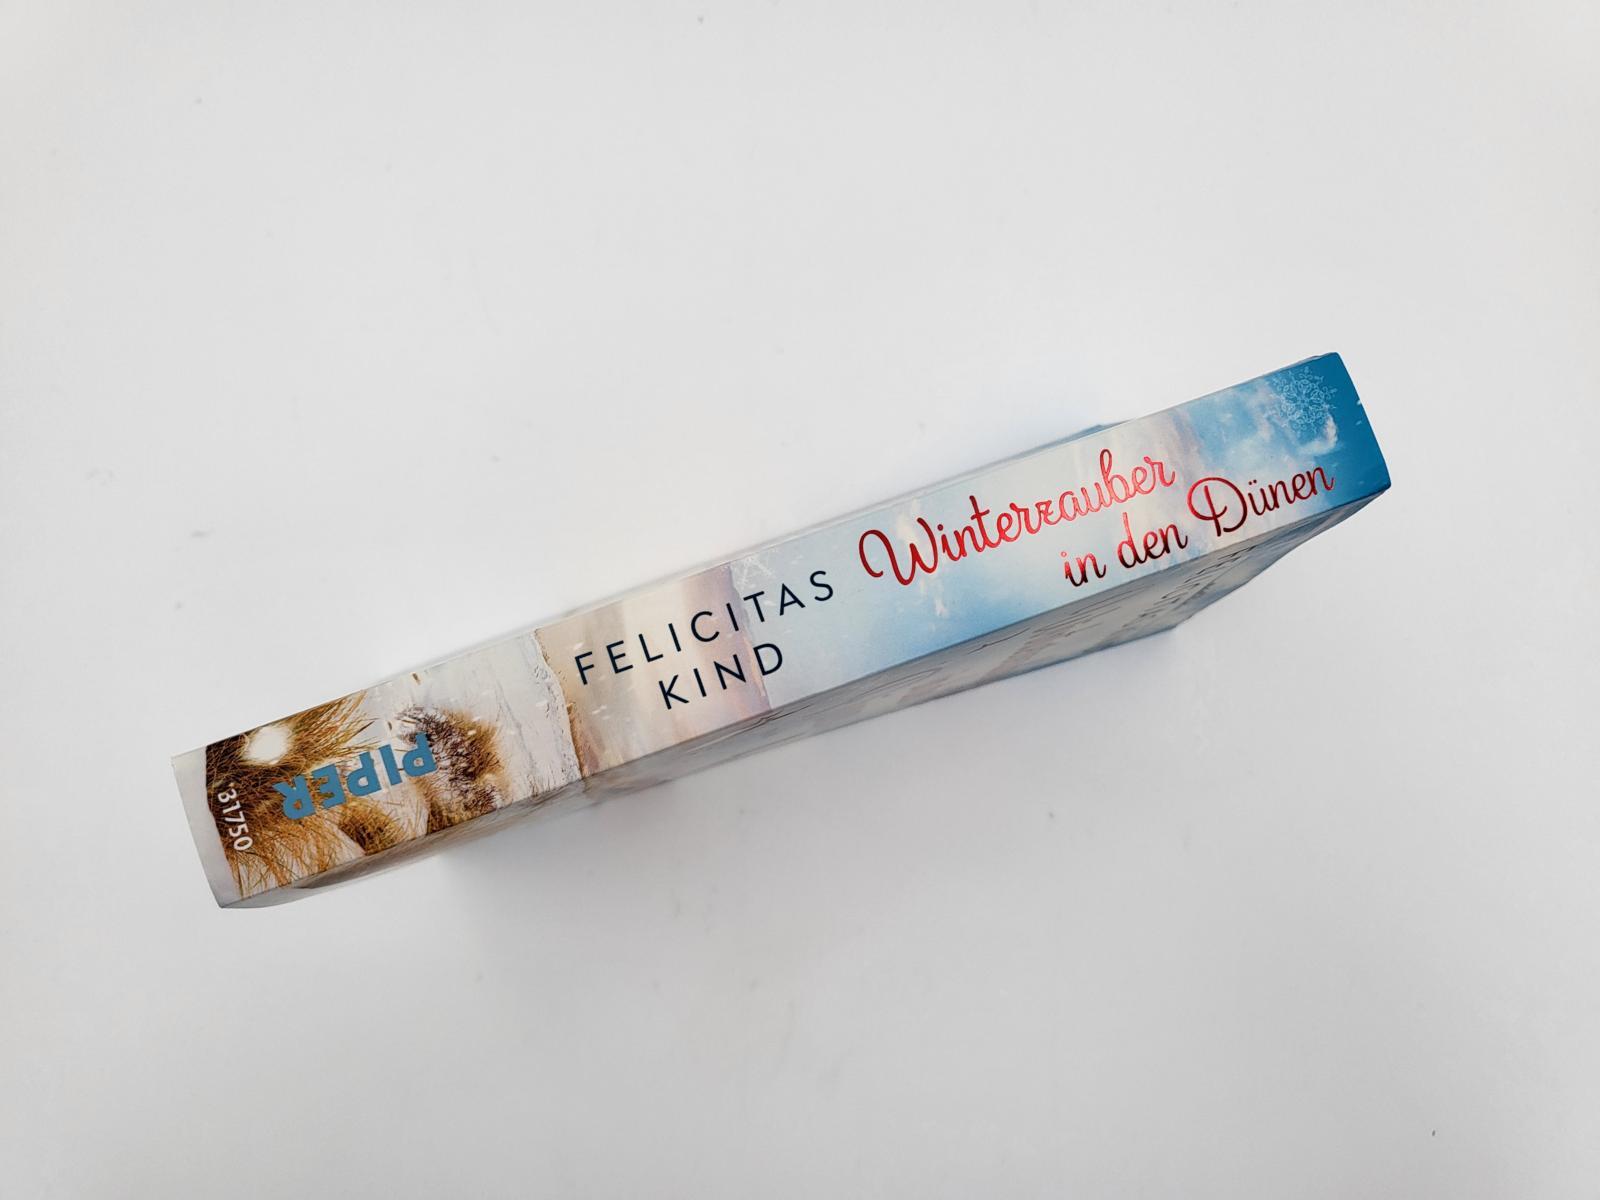 FELICITAS
KIND
Winterzauber
in den Dünen
PIPER
31750